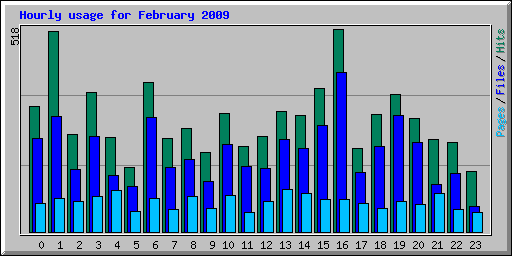 Hourly usage for February 2009
518
Pages / Files / Hits
0 1 2 3 4 5 6 7 8 9 10 11 12 13 14 15 16 17 18 19 20 21 22 23